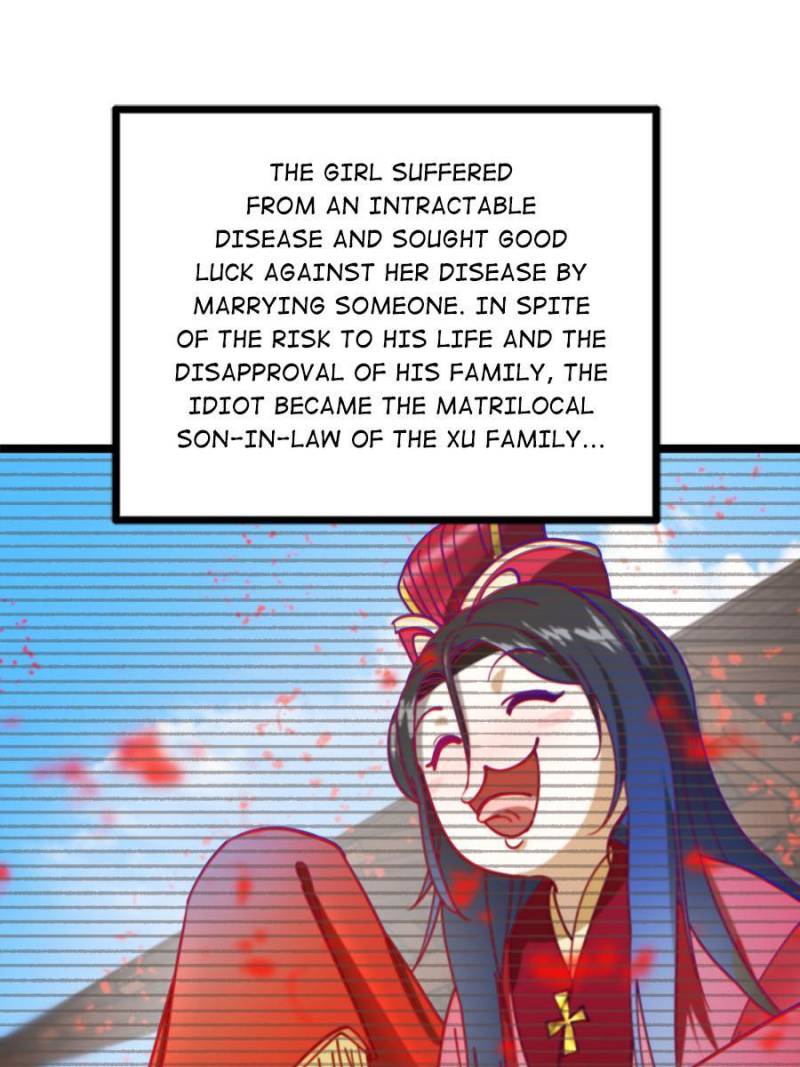 THE GIRL SUFFERED
FROM AN INTRACTABLE
DISEASE AND SOUGHT GOOD
LUCK AGAINST HER DISEASE BY
MARRYING SOMEONE. IN SPITE
OF THE RISK TO HIS LIFE AND THE
DISAPPROVAL OF HIS FAMILY, THE
IDIOT BECAME THE MATRILOCAL
SON-IN-LAW OF THE XU FAMILY...